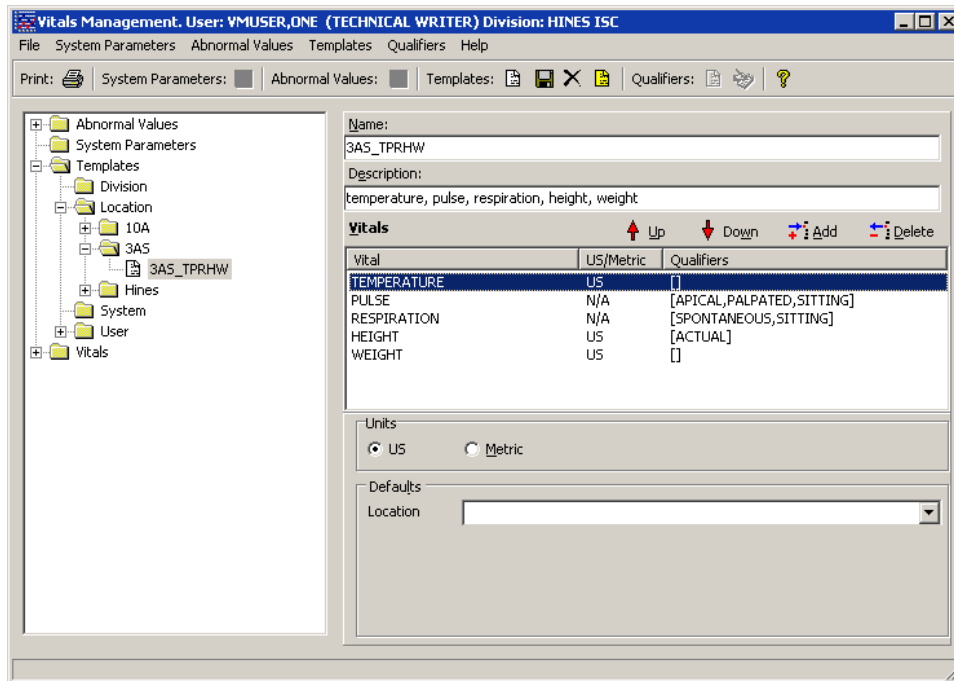 Vitals Management. User: VMUSER,ONE (TECHNICAL WRITER) Division: HINES ISC
File System Parameters Abnormal Values Templates Qualifiers Help
Print: System Parameters: Abnormal Values: Templates: Qualifiers:
Abnormal Values
System Parameters
Templates
Division
Location
10A
3AS
3AS_TPRHW
Hines
System
User
Vitals
Name:
3AS_TPRHW
Description:
temperature, pulse, respiration, height, weight
Vitals Up Down Add Delete
Vital US/Metric Qualifiers
TEMPERATURE US []
PULSE N/A [APICAL,PALPATED,SITTING]
RESPIRATION N/A [SPONTANEOUS,SITTING]
HEIGHT US [ACTUAL]
WEIGHT US []
Units
US Metric
Defaults
Location